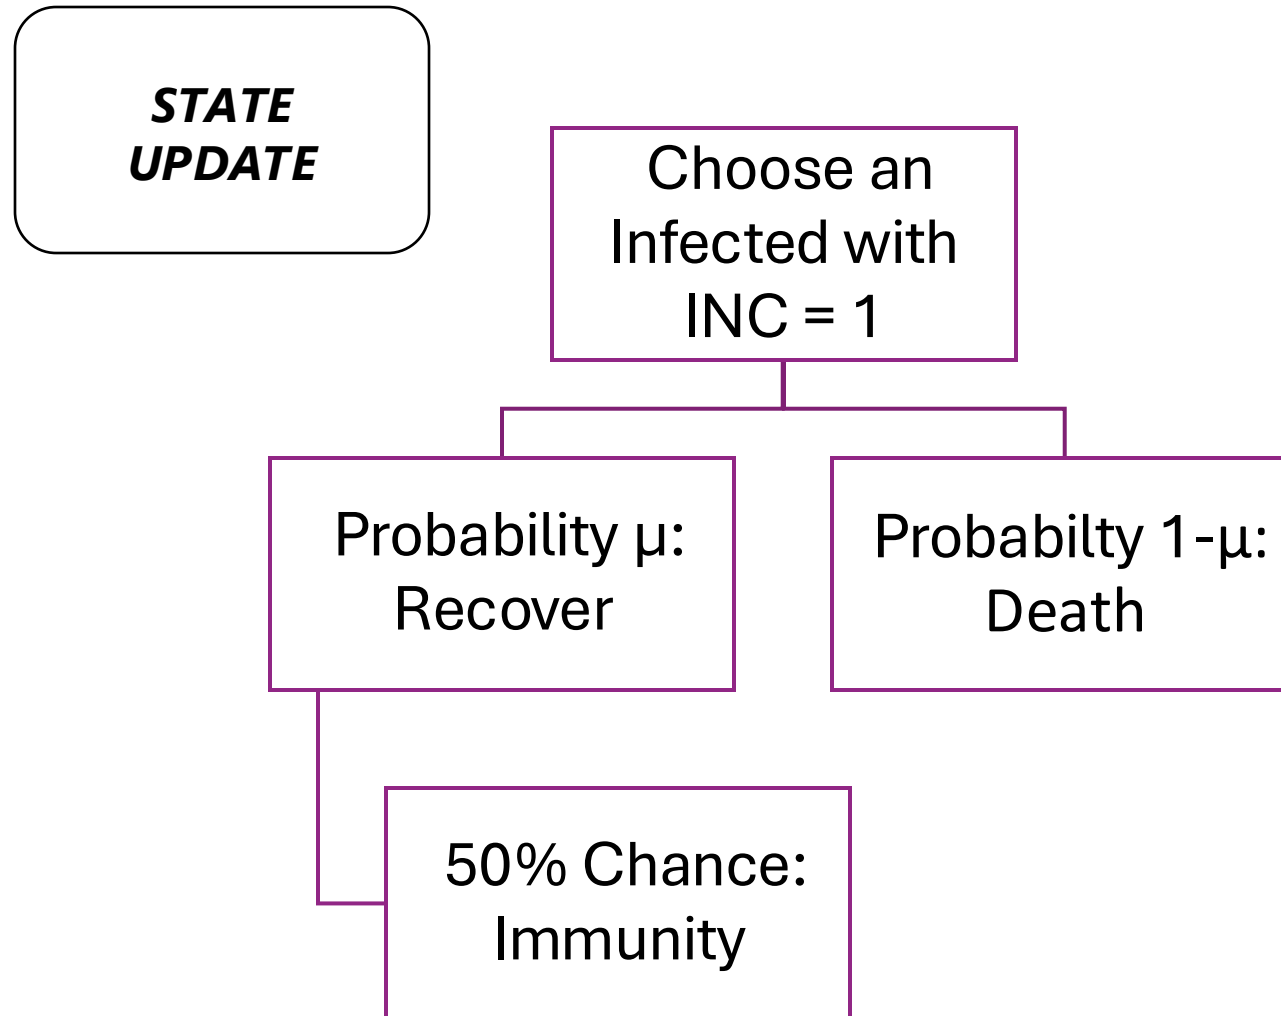 STATE
UPDATE
Choose an
Infected with
INC = 1
Probability μ:
Recover
Probabilty 1-μ:
Death
50% Chance:
Immunity